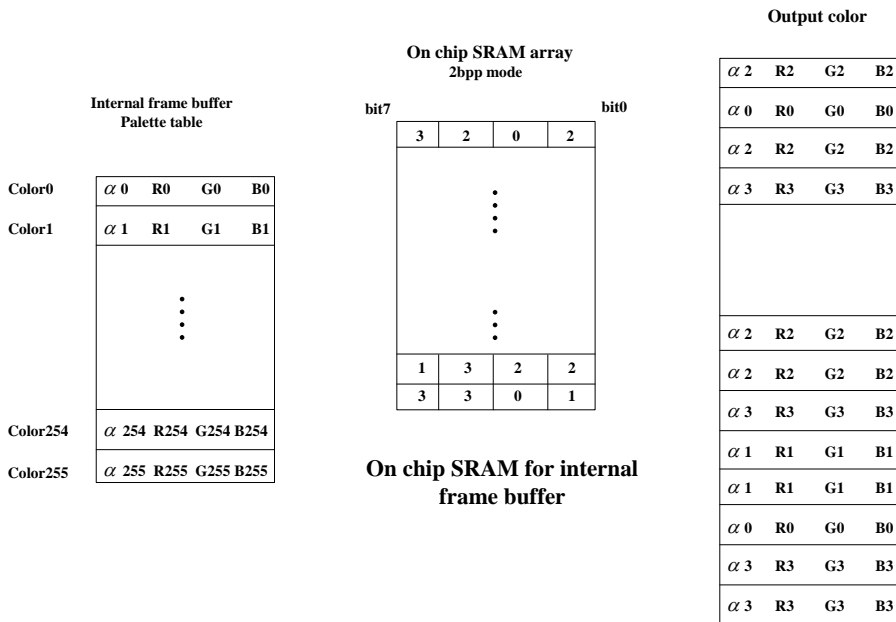 Output color
On chip SRAM array
2bpp mode
Internal frame buffer
Palette table
bit7 bit0
3 2 0 2
1 3 2 2
3 3 0 1
Color0 α 0 R0 G0 B0
Color1 α 1 R1 G1 B1
Color254 α 254 R254 G254 B254
Color255 α 255 R255 G255 B255
On chip SRAM for internal
frame buffer
α 2 R2 G2 B2
α 0 R0 G0 B0
α 2 R2 G2 B2
α 3 R3 G3 B3
α 2 R2 G2 B2
α 2 R2 G2 B2
α 3 R3 G3 B3
α 1 R1 G1 B1
α 1 R1 G1 B1
α 0 R0 G0 B0
α 3 R3 G3 B3
α 3 R3 G3 B3